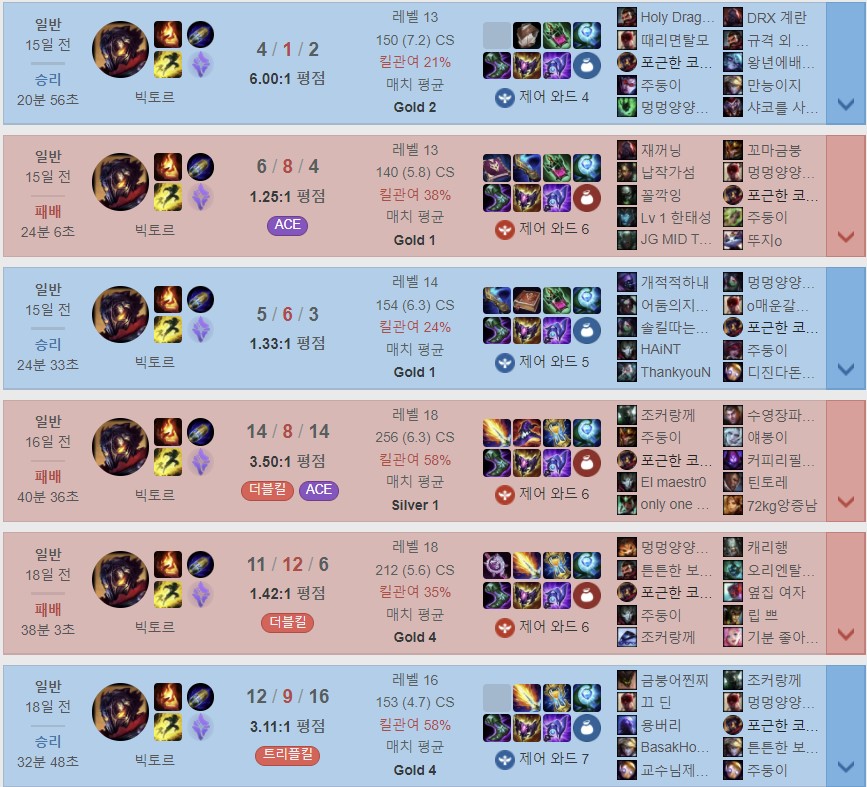 일반
15일 전
승리
20분 56초
빅토르
4 / 1 / 2
6.00:1 평점
레벨 13
150 (7.2) CS
킬관여 21%
매치 평균
Gold 2
제어 와드 4
Holy Drag...
때리면탈모
포근한 코...
주둥이
멍멍양양...
DRX 계란
규격 외 ...
왕년에배...
만능이지
샤코를 사...
일반
15일 전
패배
24분 6초
빅토르
6 / 8 / 4
1.25:1 평점
ACE
레벨 13
140 (5.8) CS
킬관여 38%
매치 평균
Gold 1
제어 와드 6
재꺼닝
납작가섬
꼴깍잉
Lv 1 한태성
JG MID T...
꼬마금붕
멍멍양양...
포근한 코...
주둥이
뚜지o
일반
15일 전
승리
24분 33초
빅토르
5 / 6 / 3
1.33:1 평점
레벨 14
154 (6.3) CS
킬관여 24%
매치 평균
Gold 1
제어 와드 5
개적적하내
어둠의지...
솔킬따는...
HAiNT
ThankyouN
멍멍양양...
o매운갈...
포근한 코...
주둥이
디진다돈...
일반
16일 전
패배
40분 36초
빅토르
14 / 8 / 14
3.50:1 평점
더블킬
ACE
레벨 18
256 (6.3) CS
킬관여 58%
매치 평균
Silver 1
제어 와드 6
조커랑께
주둥이
포근한 코...
El maestr0
only one ...
수영장파...
얘봉이
커피리필...
틴토레
72kg앙증남
일반
18일 전
패배
38분 3초
빅토르
11 / 12 / 6
1.42:1 평점
더블킬
레벨 18
212 (5.6) CS
킬관여 35%
매치 평균
Gold 4
제어 와드 6
멍멍양양...
튼튼한 보...
포근한 코...
주둥이
조커랑께
캐리행
오리엔탈...
옆집 여자
립 쁘
기분 좋아...
일반
18일 전
승리
32분 48초
빅토르
12 / 9 / 16
3.11:1 평점
트리플킬
레벨 16
153 (4.7) CS
킬관여 58%
매치 평균
Gold 4
제어 와드 7
금붕어찐찌
끄 딘
용버리
BasakHo...
교수님제...
조커랑께
멍멍양양...
포근한 코...
튼튼한 보...
주둥이